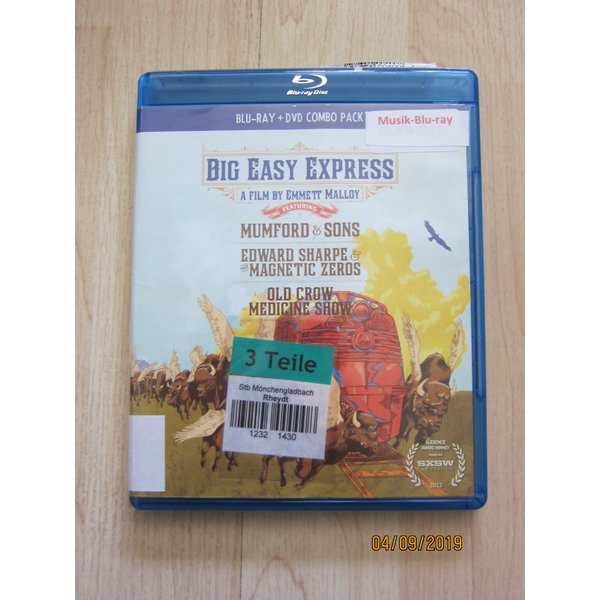 Blu-ray Disc
BLU-RAY + DVD COMBO PACK
Musik-Blu-ray
BIG EASY EXPRESS
A FILM BY EMMETT MALLOY
FEATURING
MUMFORD & SONS
EDWARD SHARPE &
THE MAGNETIC ZEROS
OLD CROW
MEDICINE SHOW
3 Teile
Stb Mönchengladbach
Rheydt
1232 1430
AUDIENCE
AWARD WINNER
SXSW
FILM FESTIVAL
2012
04/09/2019